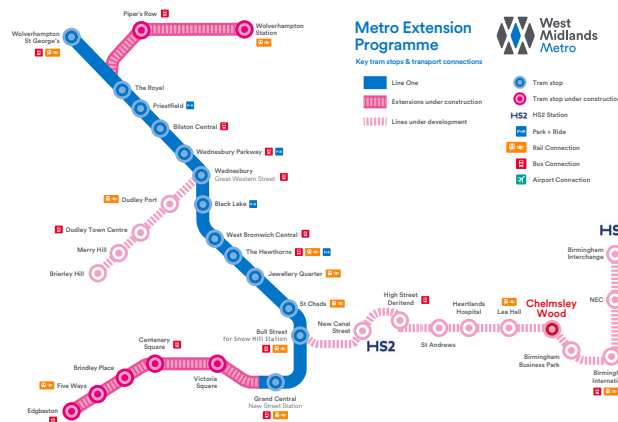 Metro Extension
Programme
Key tram stops & transport connections
West
Midlands
Metro
Line One
Extensions under construction
Lines under development
Tram stop
Tram stop under constructio
HS2 HS2 Station
Park + Ride
Rail Connection
Bus Connection
Airport Connection
Wolverhampton
St George's
Piper's Row
Wolverhampton
Station
The Royal
Priestfield
Bilston Central
Wednesbury Parkway
Wednesbury
Great Western Street
Dudley Port
Black Lake
Dudley Town Centre
Merry Hill
Brierley Hill
West Bromwich Central
The Hawthorns
Jewellery Quarter
St Chads
Bull Street
for Snow Hill Station
New Canal
Street
HS2
High Street
Deritend
St Andrews
Heartlands
Hospital
Lea Hall
Chelmsley
Wood
Birmingham
Business Park
HS
Birmingham
Interchange
NEC
Birmingh
Internati
Centenary
Square
Brindley Place
Five Ways
Edgbaston
Victoria
Square
Grand Central
New Street Station